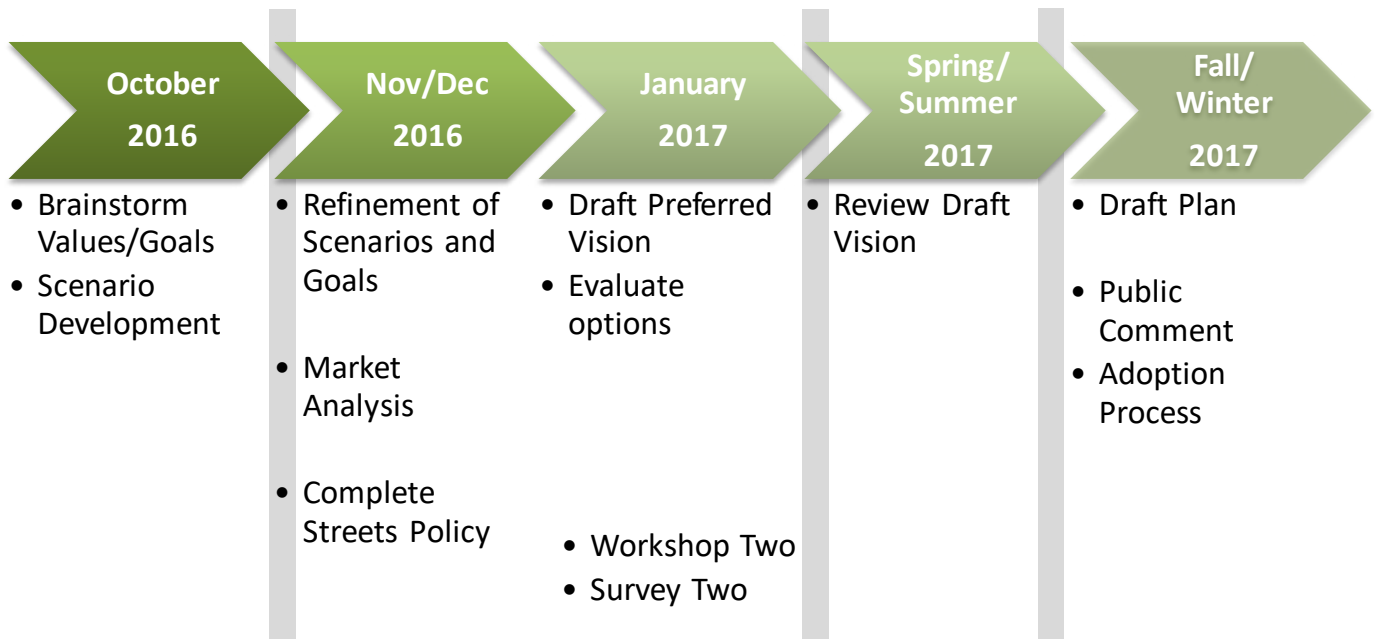 October
2016
Nov/Dec
2016
January
2017
Spring/
Summer
2017
Fall/
Winter
2017
• Brainstorm
Values/Goals
• Scenario
Development
• Refinement of
Scenarios and
Goals
• Market
Analysis
• Complete
Streets Policy
• Draft Preferred
Vision
• Evaluate
options
• Workshop Two
• Survey Two
• Review Draft
Vision
• Draft Plan
• Public
Comment
• Adoption
Process